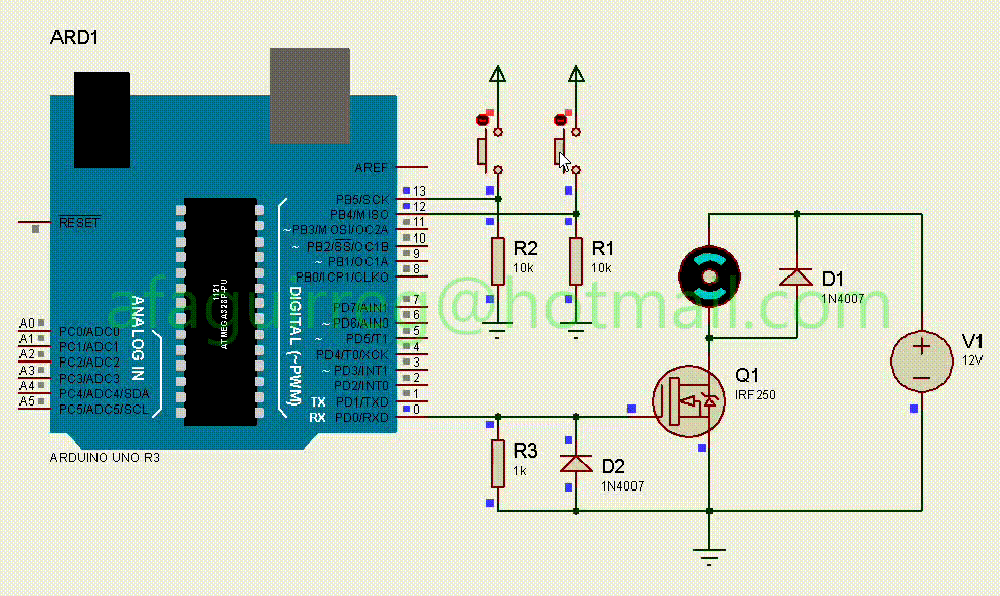 ARD1
AREF
13
PB5/SCK
12
PB4/MISO
11
~PB3/MOSI/OC2A
10
~ PB2/SS/OC1B
9
~ PB1/OC1A
8
PB0/ICP1/CLKO
7
PD7/AIN1
6
~ PD6/AIN0
5
~ PD5/T1
4
PD4/T0/XCK
3
~ PD3/INT1
2
PD2/INT0
1
TX PD1/TXD
0
RX PD0/RXD
RESET
1121
ATMEGA328P-PU
DIGITAL (~PWM)
ANALOG IN
A0
PC0/ADC0
A1
PC1/ADC1
A2
PC2/ADC2
A3
PC3/ADC3
A4
PC4/ADC4/SDA
A5
PC5/ADC5/SCL
ARDUINO UNO R3
R2
10k
R1
10k
D1
1N4007
V1
12V
Q1
IRF250
R3
1k
D2
1N4007
afaguirreg@hotmail.com